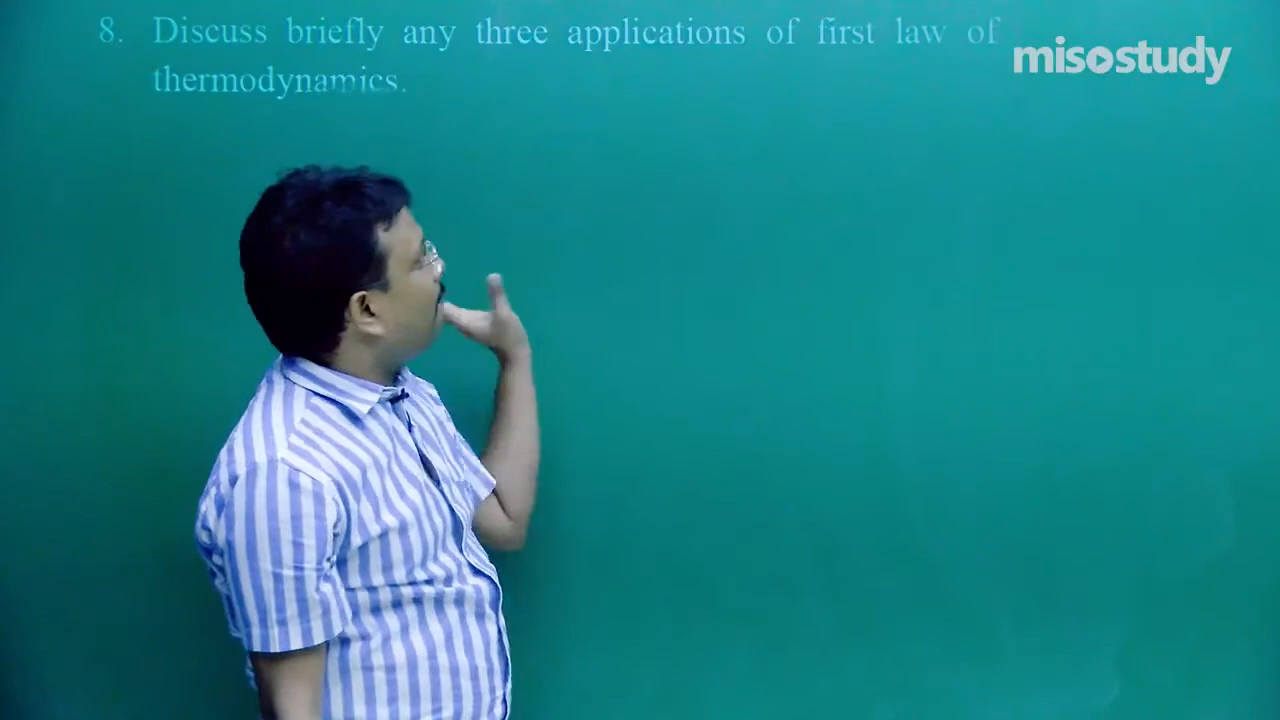 8. Discuss briefly any three applications of first law of
thermodynamics.
misostudy